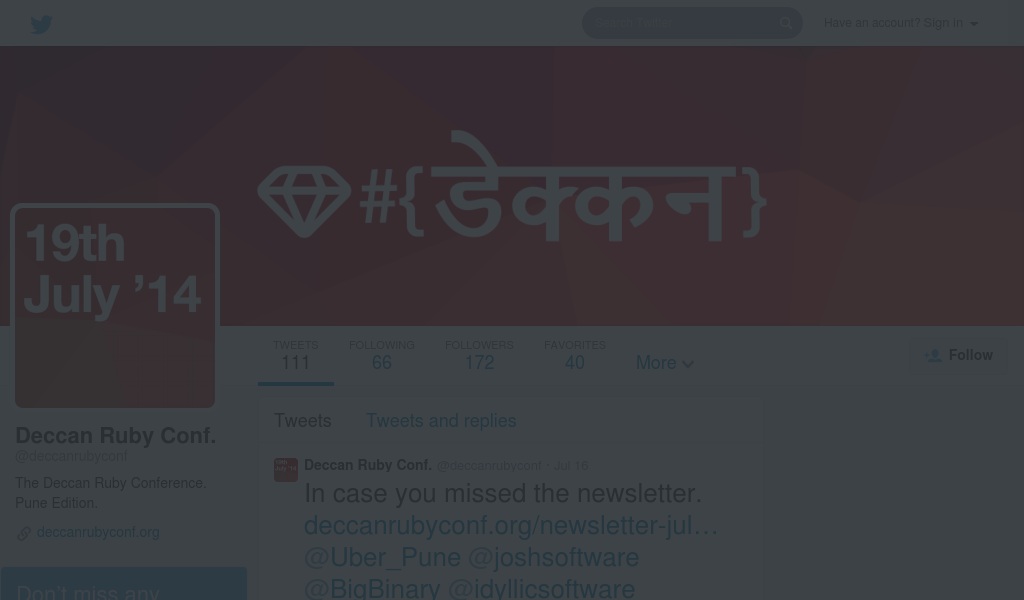 Search Twitter
Have an account? Sign In
#{डेक्कन}
19th
July ’14
TWEETS
111
FOLLOWING
66
FOLLOWERS
172
FAVORITES
40
More
Follow
Tweets
Tweets and replies
Deccan Ruby Conf.
@deccanrubyconf
The Deccan Ruby Conference.
Pune Edition.
deccanrubyconf.org
Don't miss any
Deccan Ruby Conf. @deccanrubyconf · Jul 16
In case you missed the newsletter.
deccanrubyconf.org/newsletter-jul…
@Uber_Pune @joshsoftware
@BigBinary @idyllicsoftware